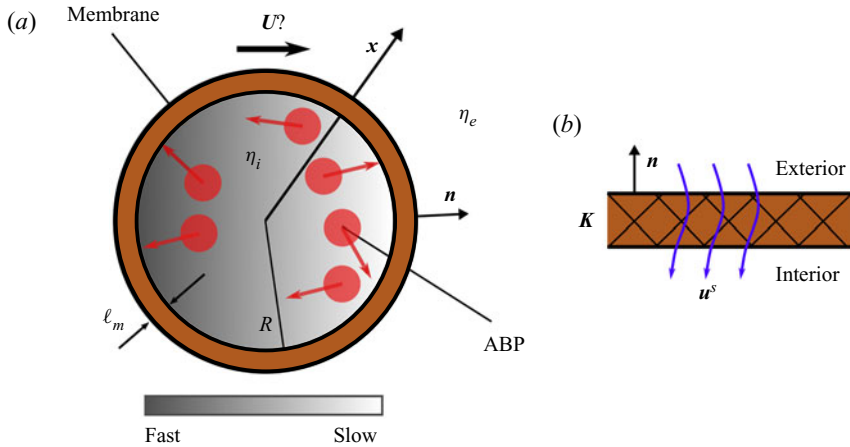 (a)
Membrane
U?
x
η_e
η_i
n
R
ℓ_m
ABP
Fast
Slow
(b)
n
Exterior
K
Interior
u^s